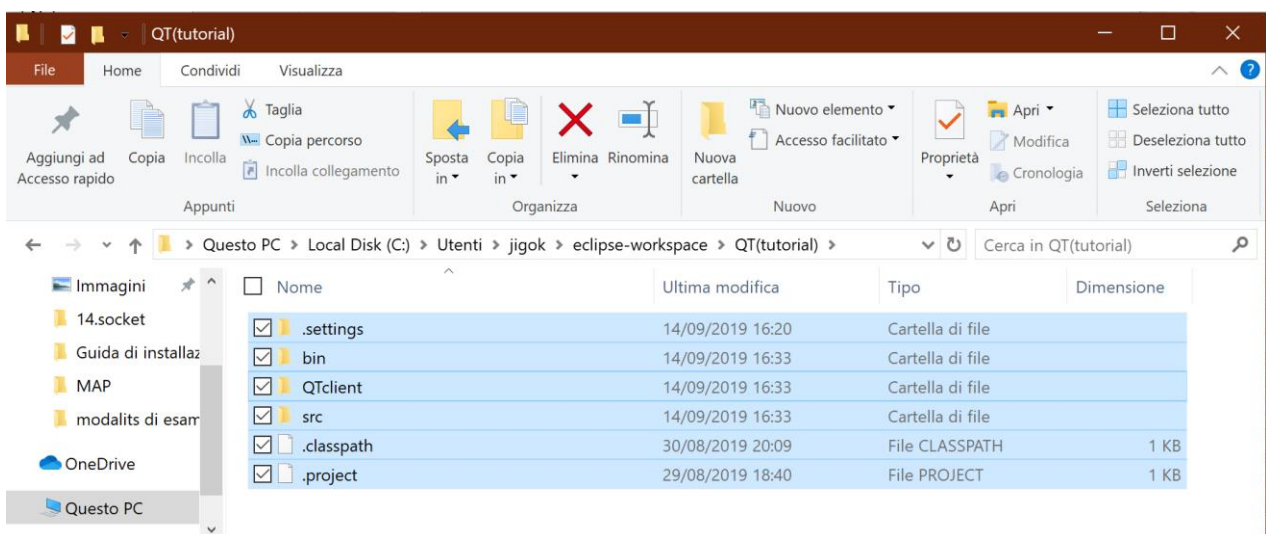 QT(tutorial)
File Home Condividi Visualizza
Aggiungi ad Accesso rapido
Copia
Incolla
Taglia
Copia percorso
Incolla collegamento
Appunti
Sposta in
Copia in
Elimina
Rinomina
Organizza
Nuova cartella
Nuovo elemento
Accesso facilitato
Nuovo
Proprietà
Apri
Modifica
Cronologia
Apri
Seleziona tutto
Deseleziona tutto
Inverti selezione
Seleziona
Questo PC > Local Disk (C:) > Utenti > jigok > eclipse-workspace > QT(tutorial) >
Cerca in QT(tutorial)
Immagini
14.socket
Guida di installaz
MAP
modalits di esam
OneDrive
Questo PC
Nome Ultima modifica Tipo Dimensione
.settings 14/09/2019 16:20 Cartella di file
bin 14/09/2019 16:33 Cartella di file
QTclient 14/09/2019 16:33 Cartella di file
src 14/09/2019 16:33 Cartella di file
.classpath 30/08/2019 20:09 File CLASSPATH 1 KB
.project 29/08/2019 18:40 File PROJECT 1 KB